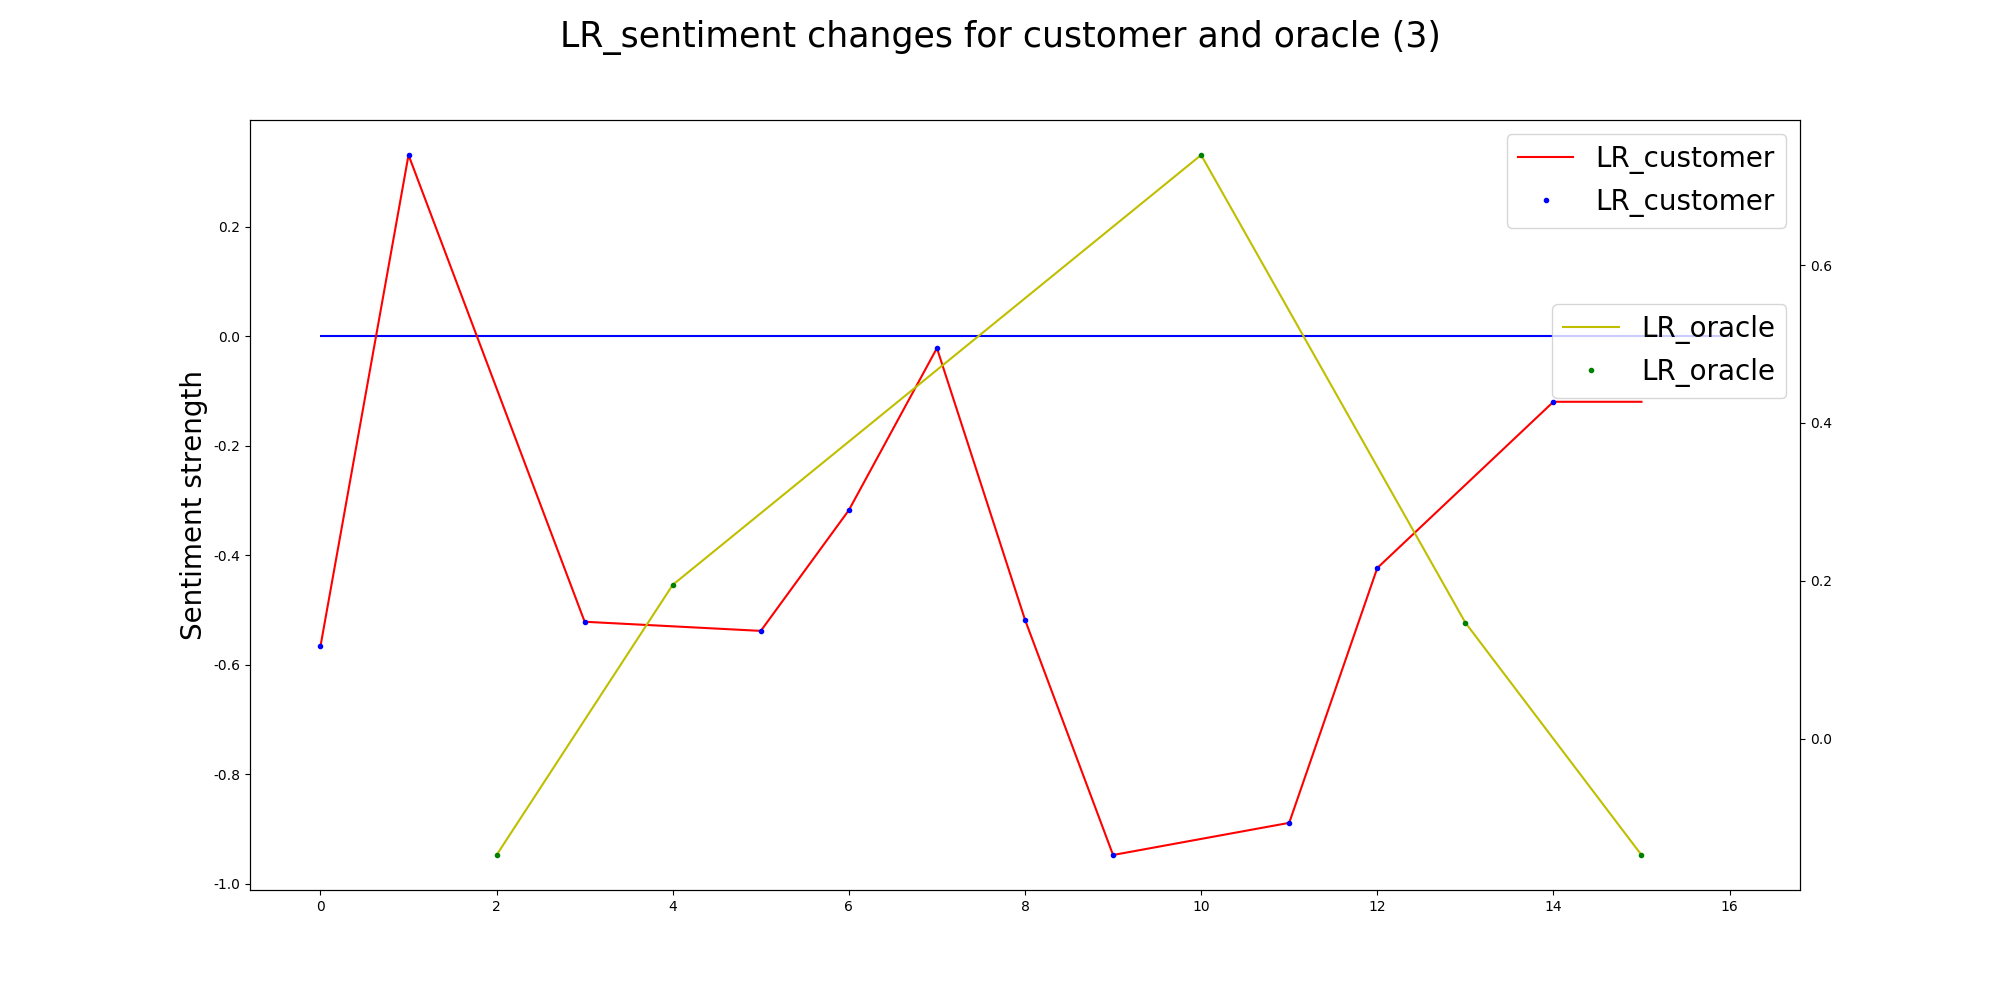 LR_sentiment changes for customer and oracle (3)
LR_customer
LR_customer
LR_oracle
LR_oracle
Sentiment strength
0.2
0.0
-0.2
-0.4
-0.6
-0.8
-1.0
0.6
0.4
0.2
0.0
0 2 4 6 8 10 12 14 16